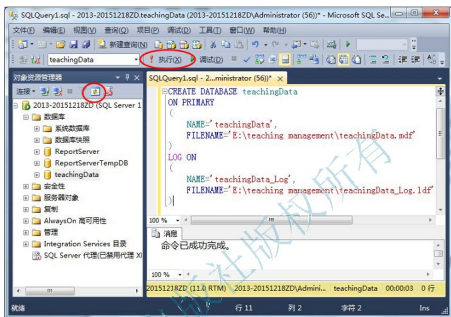 SQLQuery1.sql - 2013-20151218ZD.teachingData (2013-20151218ZD\Administrator (56))* - Microsoft SQL Se...
文件(F) 编辑(E) 视图(V) 查询(Q) 项目(P) 调试(D) 工具(T) 窗口(W) 帮助(H)
新建查询(N)
teachingData
! 执行(X) 调试(D)
对象资源管理器
连接
2013-20151218ZD (SQL Server 1
数据库
系统数据库
数据库快照
ReportServer
ReportServerTempDB
teachingData
安全性
服务器对象
复制
AlwaysOn 高可用性
管理
Integration Services 目录
SQL Server 代理(已禁用代理 XI
SQLQuery1.sql - 2...ministrator (56))*
CREATE DATABASE teachingData
ON PRIMARY
(
NAME='teachingData',
FILENAME='E:\teaching management\teachingData.mdf'
)
LOG ON
(
NAME='teachingData_Log',
FILENAME='E:\teaching management\teachingData_Log.ldf'
)
100 %
消息
命令已成功完成。
100 %
20151218ZD (11.0 RTM) 2013-20151218ZD\Admini... teachingData 00:00:03 0 行
就绪 行 11 列 2 字符 2 Ins